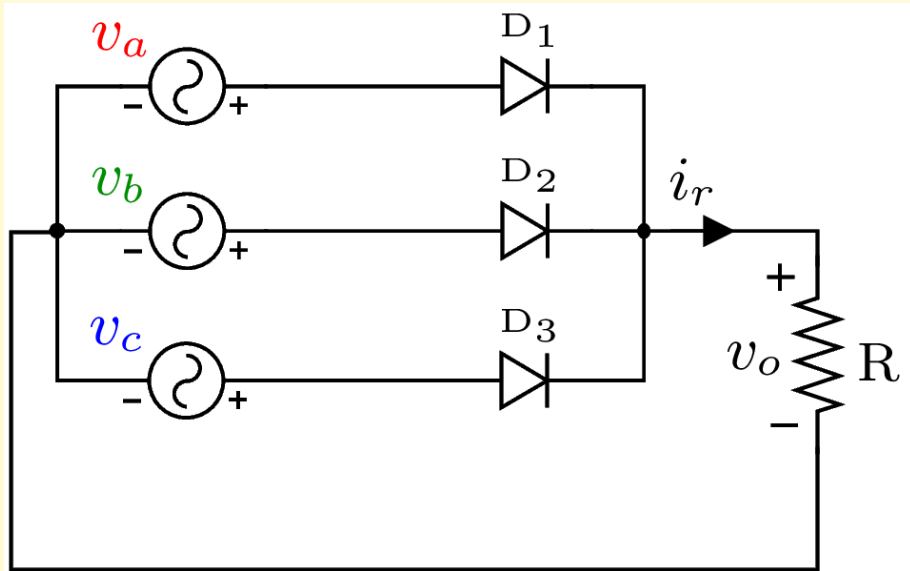 v_a
D_1
− +
v_b
D_2
i_r
− +
+
v_c
D_3
v_o
R
− +
−